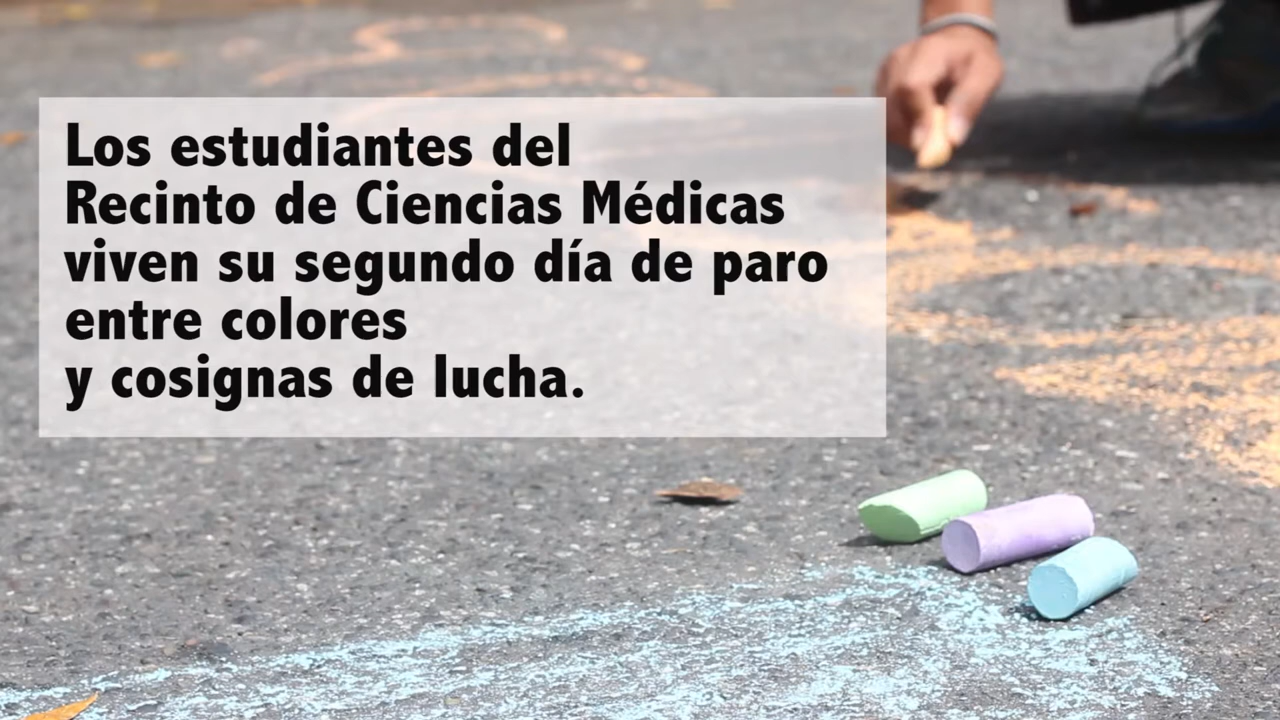 Los estudiantes del
Recinto de Ciencias Médicas
viven su segundo día de paro
entre colores
y cosignas de lucha.